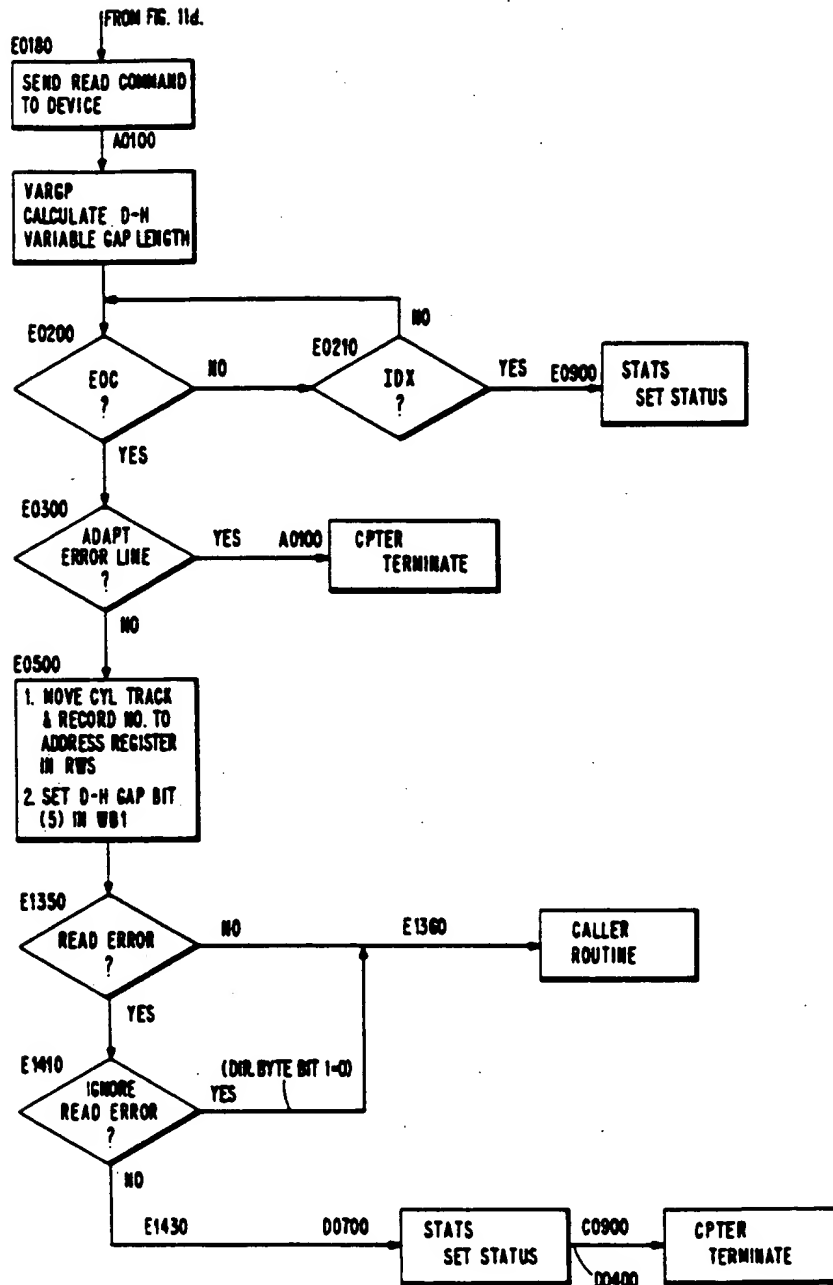 FROM FIG. 11d.
E0180
SEND READ COMMAND
TO DEVICE
A0100
VARGP
CALCULATE D-H
VARIABLE GAP LENGTH
NO
E0200
E0210
EOC
?
NO
IDX
?
YES
E0900
STATS
SET STATUS
YES
E0300
ADAPT
ERROR LINE
?
YES
A0100
CPTER
TERMINATE
NO
E0500
1. MOVE CYL TRACK
& RECORD NO. TO
ADDRESS REGISTER
IN RWS
2. SET D-H GAP BIT
(5) IN WB1
E1350
READ ERROR
?
NO
E1360
CALLER
ROUTINE
YES
E1410
IGNORE
READ ERROR
?
YES
(DIR. BYTE BIT 1=0)
NO
E1430
D0700
STATS
SET STATUS
C0900
D0400
CPTER
TERMINATE